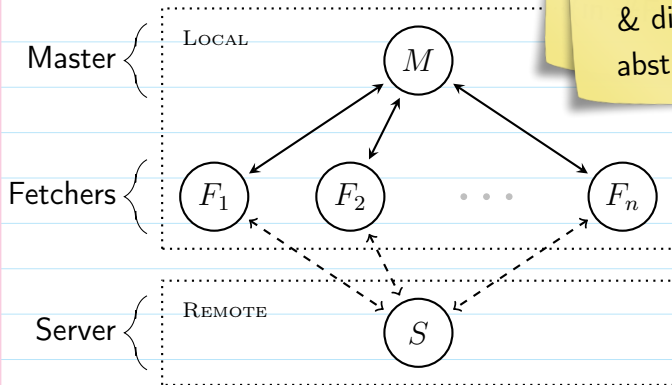 & di
abst
Local
Master
M
Fetchers
F₁
F₂
· · ·
Fₙ
Remote
Server
S